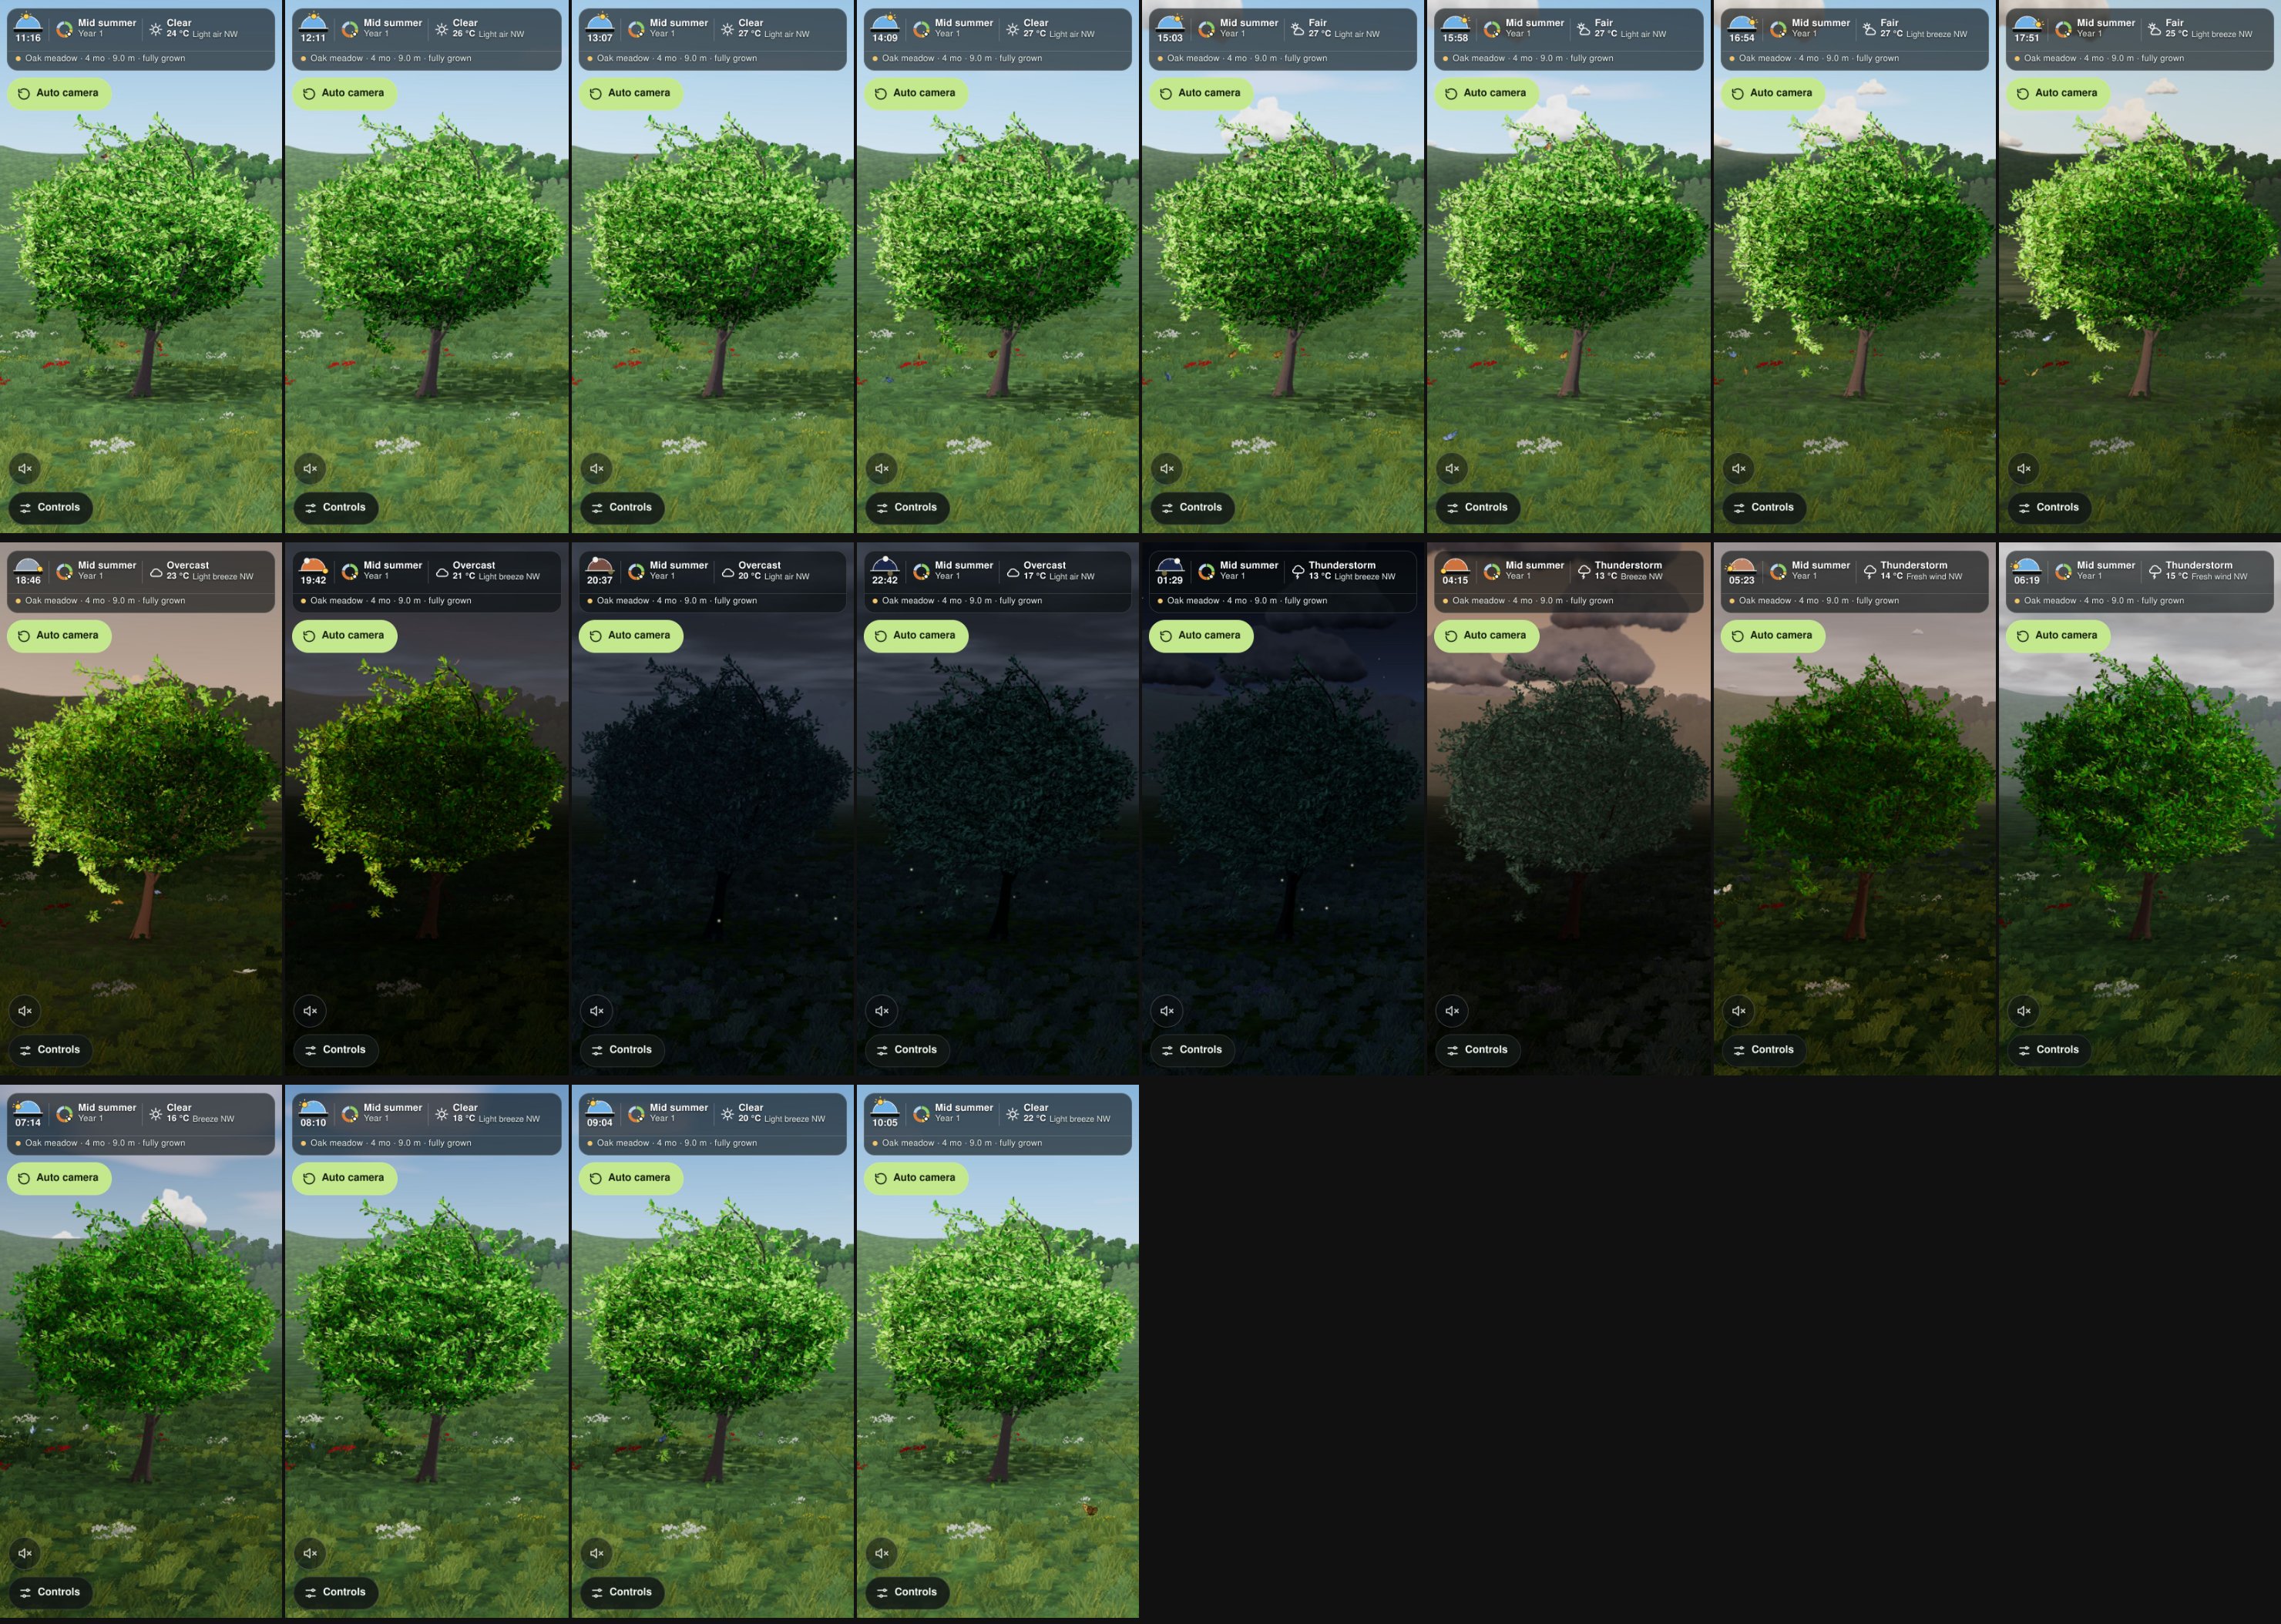 11:16 Mid summer Year 1 Clear 24 °C Light air NW
Oak meadow · 4 mo · 9.0 m · fully grown
Auto camera
Controls
12:11 Mid summer Year 1 Clear 26 °C Light air NW
Oak meadow · 4 mo · 9.0 m · fully grown
Auto camera
Controls
13:07 Mid summer Year 1 Clear 27 °C Light air NW
Oak meadow · 4 mo · 9.0 m · fully grown
Auto camera
Controls
14:09 Mid summer Year 1 Clear 27 °C Light air NW
Oak meadow · 4 mo · 9.0 m · fully grown
Auto camera
Controls
15:03 Mid summer Year 1 Fair 27 °C Light air NW
Oak meadow · 4 mo · 9.0 m · fully grown
Auto camera
Controls
15:58 Mid summer Year 1 Fair 27 °C Light air NW
Oak meadow · 4 mo · 9.0 m · fully grown
Auto camera
Controls
16:54 Mid summer Year 1 Fair 27 °C Light breeze NW
Oak meadow · 4 mo · 9.0 m · fully grown
Auto camera
Controls
17:51 Mid summer Year 1 Fair 25 °C Light breeze NW
Oak meadow · 4 mo · 9.0 m · fully grown
Auto camera
Controls
18:46 Mid summer Year 1 Overcast 23 °C Light breeze NW
Oak meadow · 4 mo · 9.0 m · fully grown
Auto camera
Controls
19:42 Mid summer Year 1 Overcast 21 °C Light breeze NW
Oak meadow · 4 mo · 9.0 m · fully grown
Auto camera
Controls
20:37 Mid summer Year 1 Overcast 20 °C Light air NW
Oak meadow · 4 mo · 9.0 m · fully grown
Auto camera
Controls
22:42 Mid summer Year 1 Overcast 17 °C Light air NW
Oak meadow · 4 mo · 9.0 m · fully grown
Auto camera
Controls
01:29 Mid summer Year 1 Thunderstorm 13 °C Light breeze NW
Oak meadow · 4 mo · 9.0 m · fully grown
Auto camera
Controls
04:15 Mid summer Year 1 Thunderstorm 13 °C Breeze NW
Oak meadow · 4 mo · 9.0 m · fully grown
Auto camera
Controls
05:23 Mid summer Year 1 Thunderstorm 14 °C Fresh wind NW
Oak meadow · 4 mo · 9.0 m · fully grown
Auto camera
Controls
06:19 Mid summer Year 1 Thunderstorm 15 °C Fresh wind NW
Oak meadow · 4 mo · 9.0 m · fully grown
Auto camera
Controls
07:14 Mid summer Year 1 Clear 16 °C Breeze NW
Oak meadow · 4 mo · 9.0 m · fully grown
Auto camera
Controls
08:10 Mid summer Year 1 Clear 18 °C Light breeze NW
Oak meadow · 4 mo · 9.0 m · fully grown
Auto camera
Controls
09:04 Mid summer Year 1 Clear 20 °C Light breeze NW
Oak meadow · 4 mo · 9.0 m · fully grown
Auto camera
Controls
10:05 Mid summer Year 1 Clear 22 °C Light breeze NW
Oak meadow · 4 mo · 9.0 m · fully grown
Auto camera
Controls